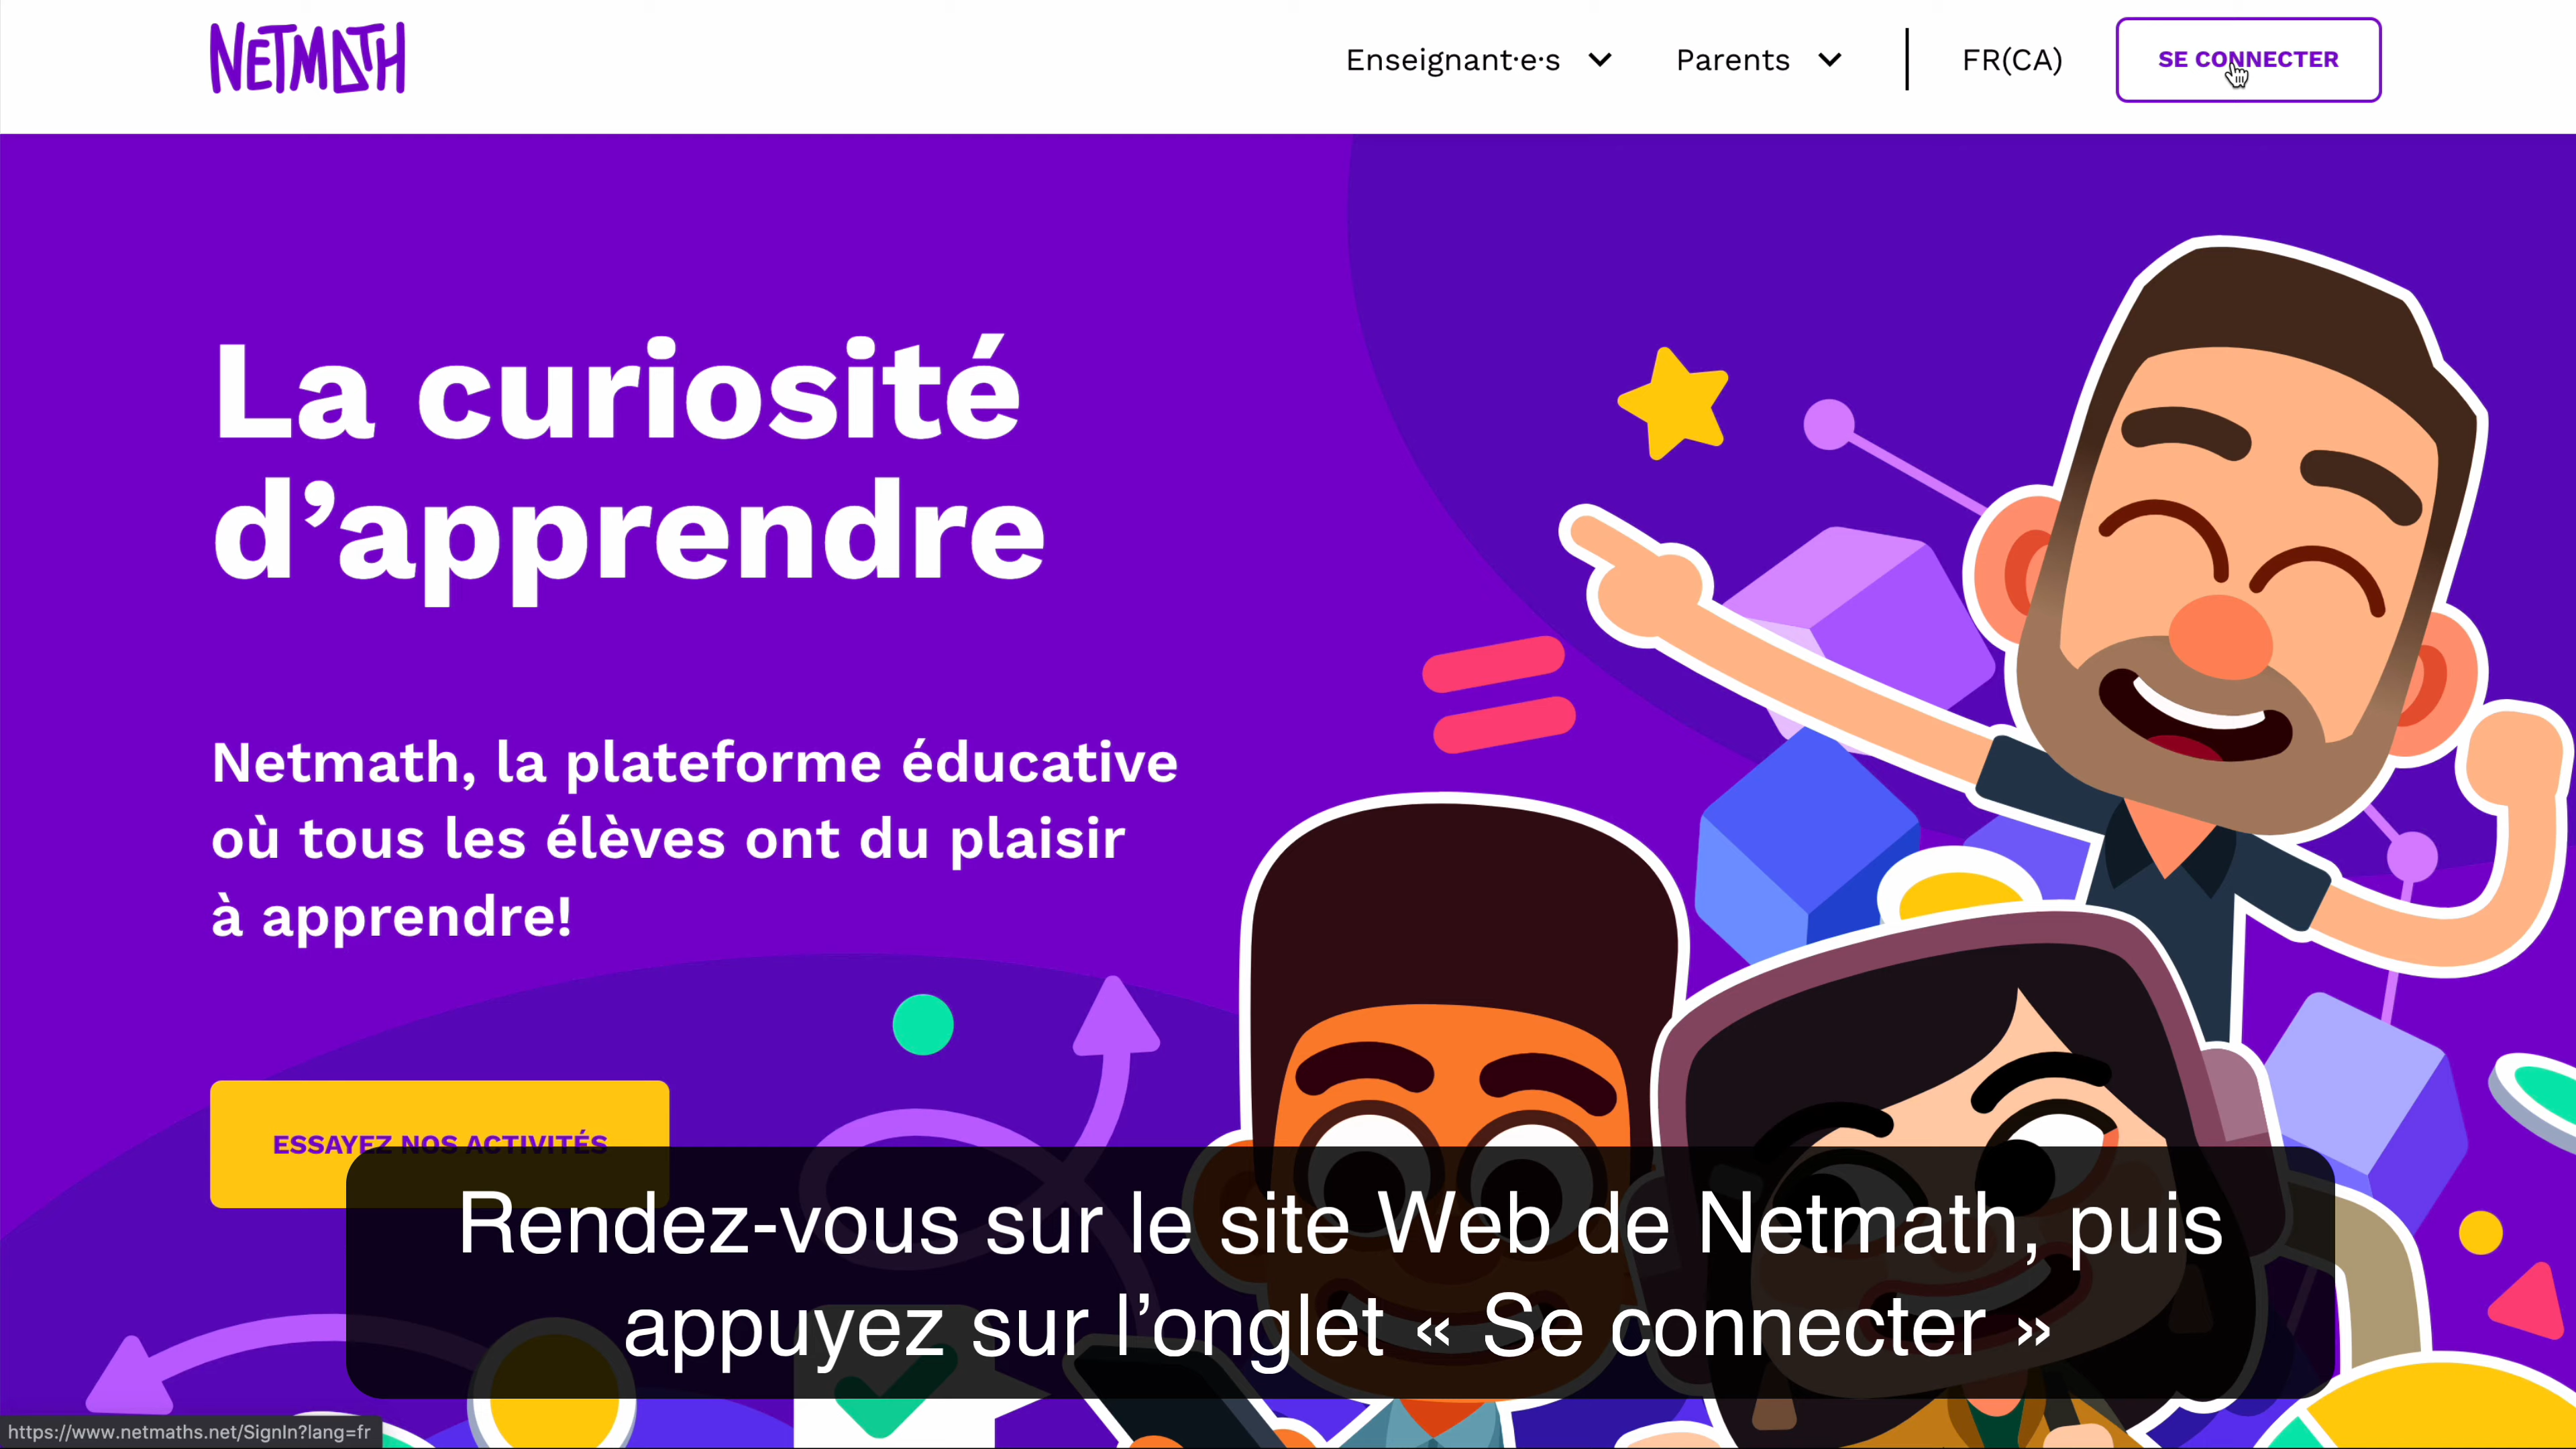 NETMATH
Enseignant·e·s
Parents
FR(CA)
SE CONNECTER
La curiosité
d’apprendre
Netmath, la plateforme éducative
où tous les élèves ont du plaisir
à apprendre!
ESSAYEZ NOS ACTIVITÉS
Rendez-vous sur le site Web de Netmath, puis
appuyez sur l’onglet « Se connecter »
https://www.netmaths.net/SignIn?lang=fr